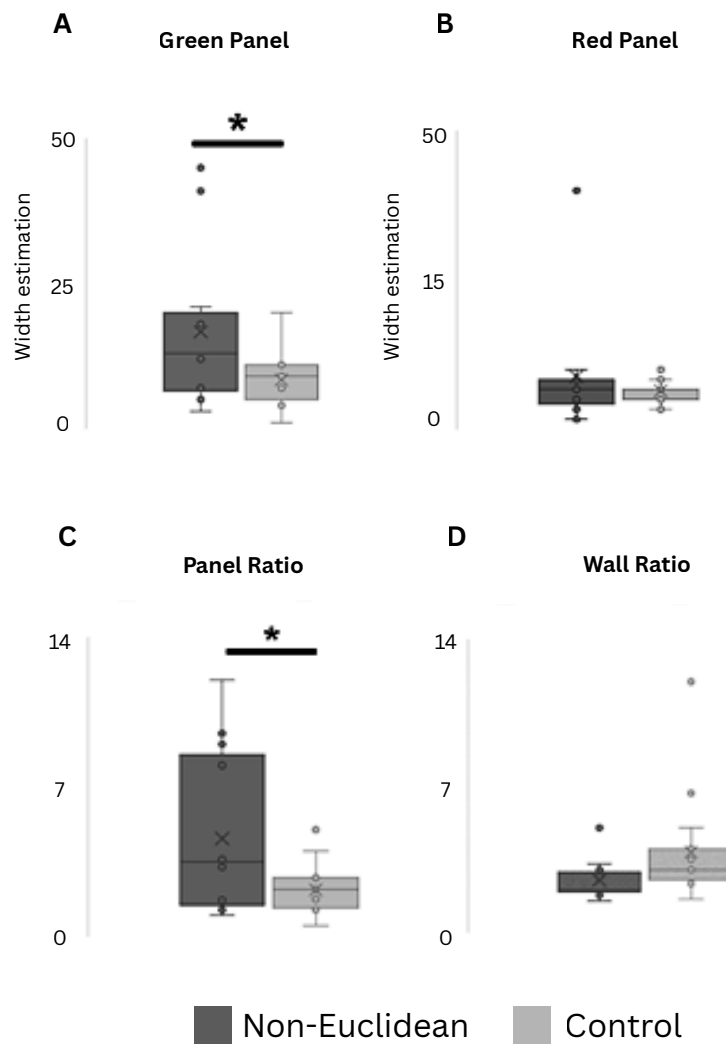 A
Green Panel
*
50
25
0
Width estimation
B
Red Panel
50
15
0
Width estimation
C
Panel Ratio
*
14
7
0
D
Wall Ratio
14
7
0
Non-Euclidean
Control